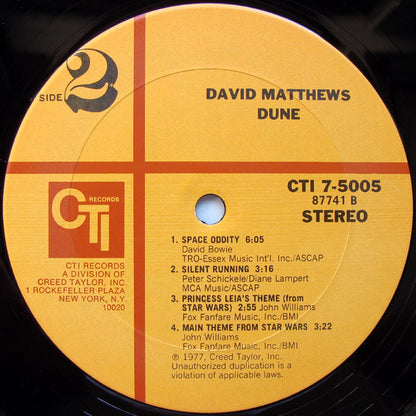 SIDE 2
DAVID MATTHEWS
DUNE
CTI 7-5005
87741 B
STEREO
CTI RECORDS
CTI RECORDS
A DIVISION OF
CREED TAYLOR, INC.
1 ROCKEFELLER PLAZA
NEW YORK, N.Y.
10020
1. SPACE ODDITY 6:05
David Bowie
TRO-Essex Music Int'l. Inc./ASCAP
2. SILENT RUNNING 3:16
Peter Schickele/Diane Lampert
MCA Music/ASCAP
3. PRINCESS LEIA'S THEME (from
STAR WARS) 2:55 John Williams
Fox Fanfare Music, Inc./BMI
4. MAIN THEME FROM STAR WARS 3:22
John Williams
Fox Fanfare Music, Inc./BMI
℗ 1977, Creed Taylor, Inc.
Unauthorized duplication is a
violation of applicable laws.